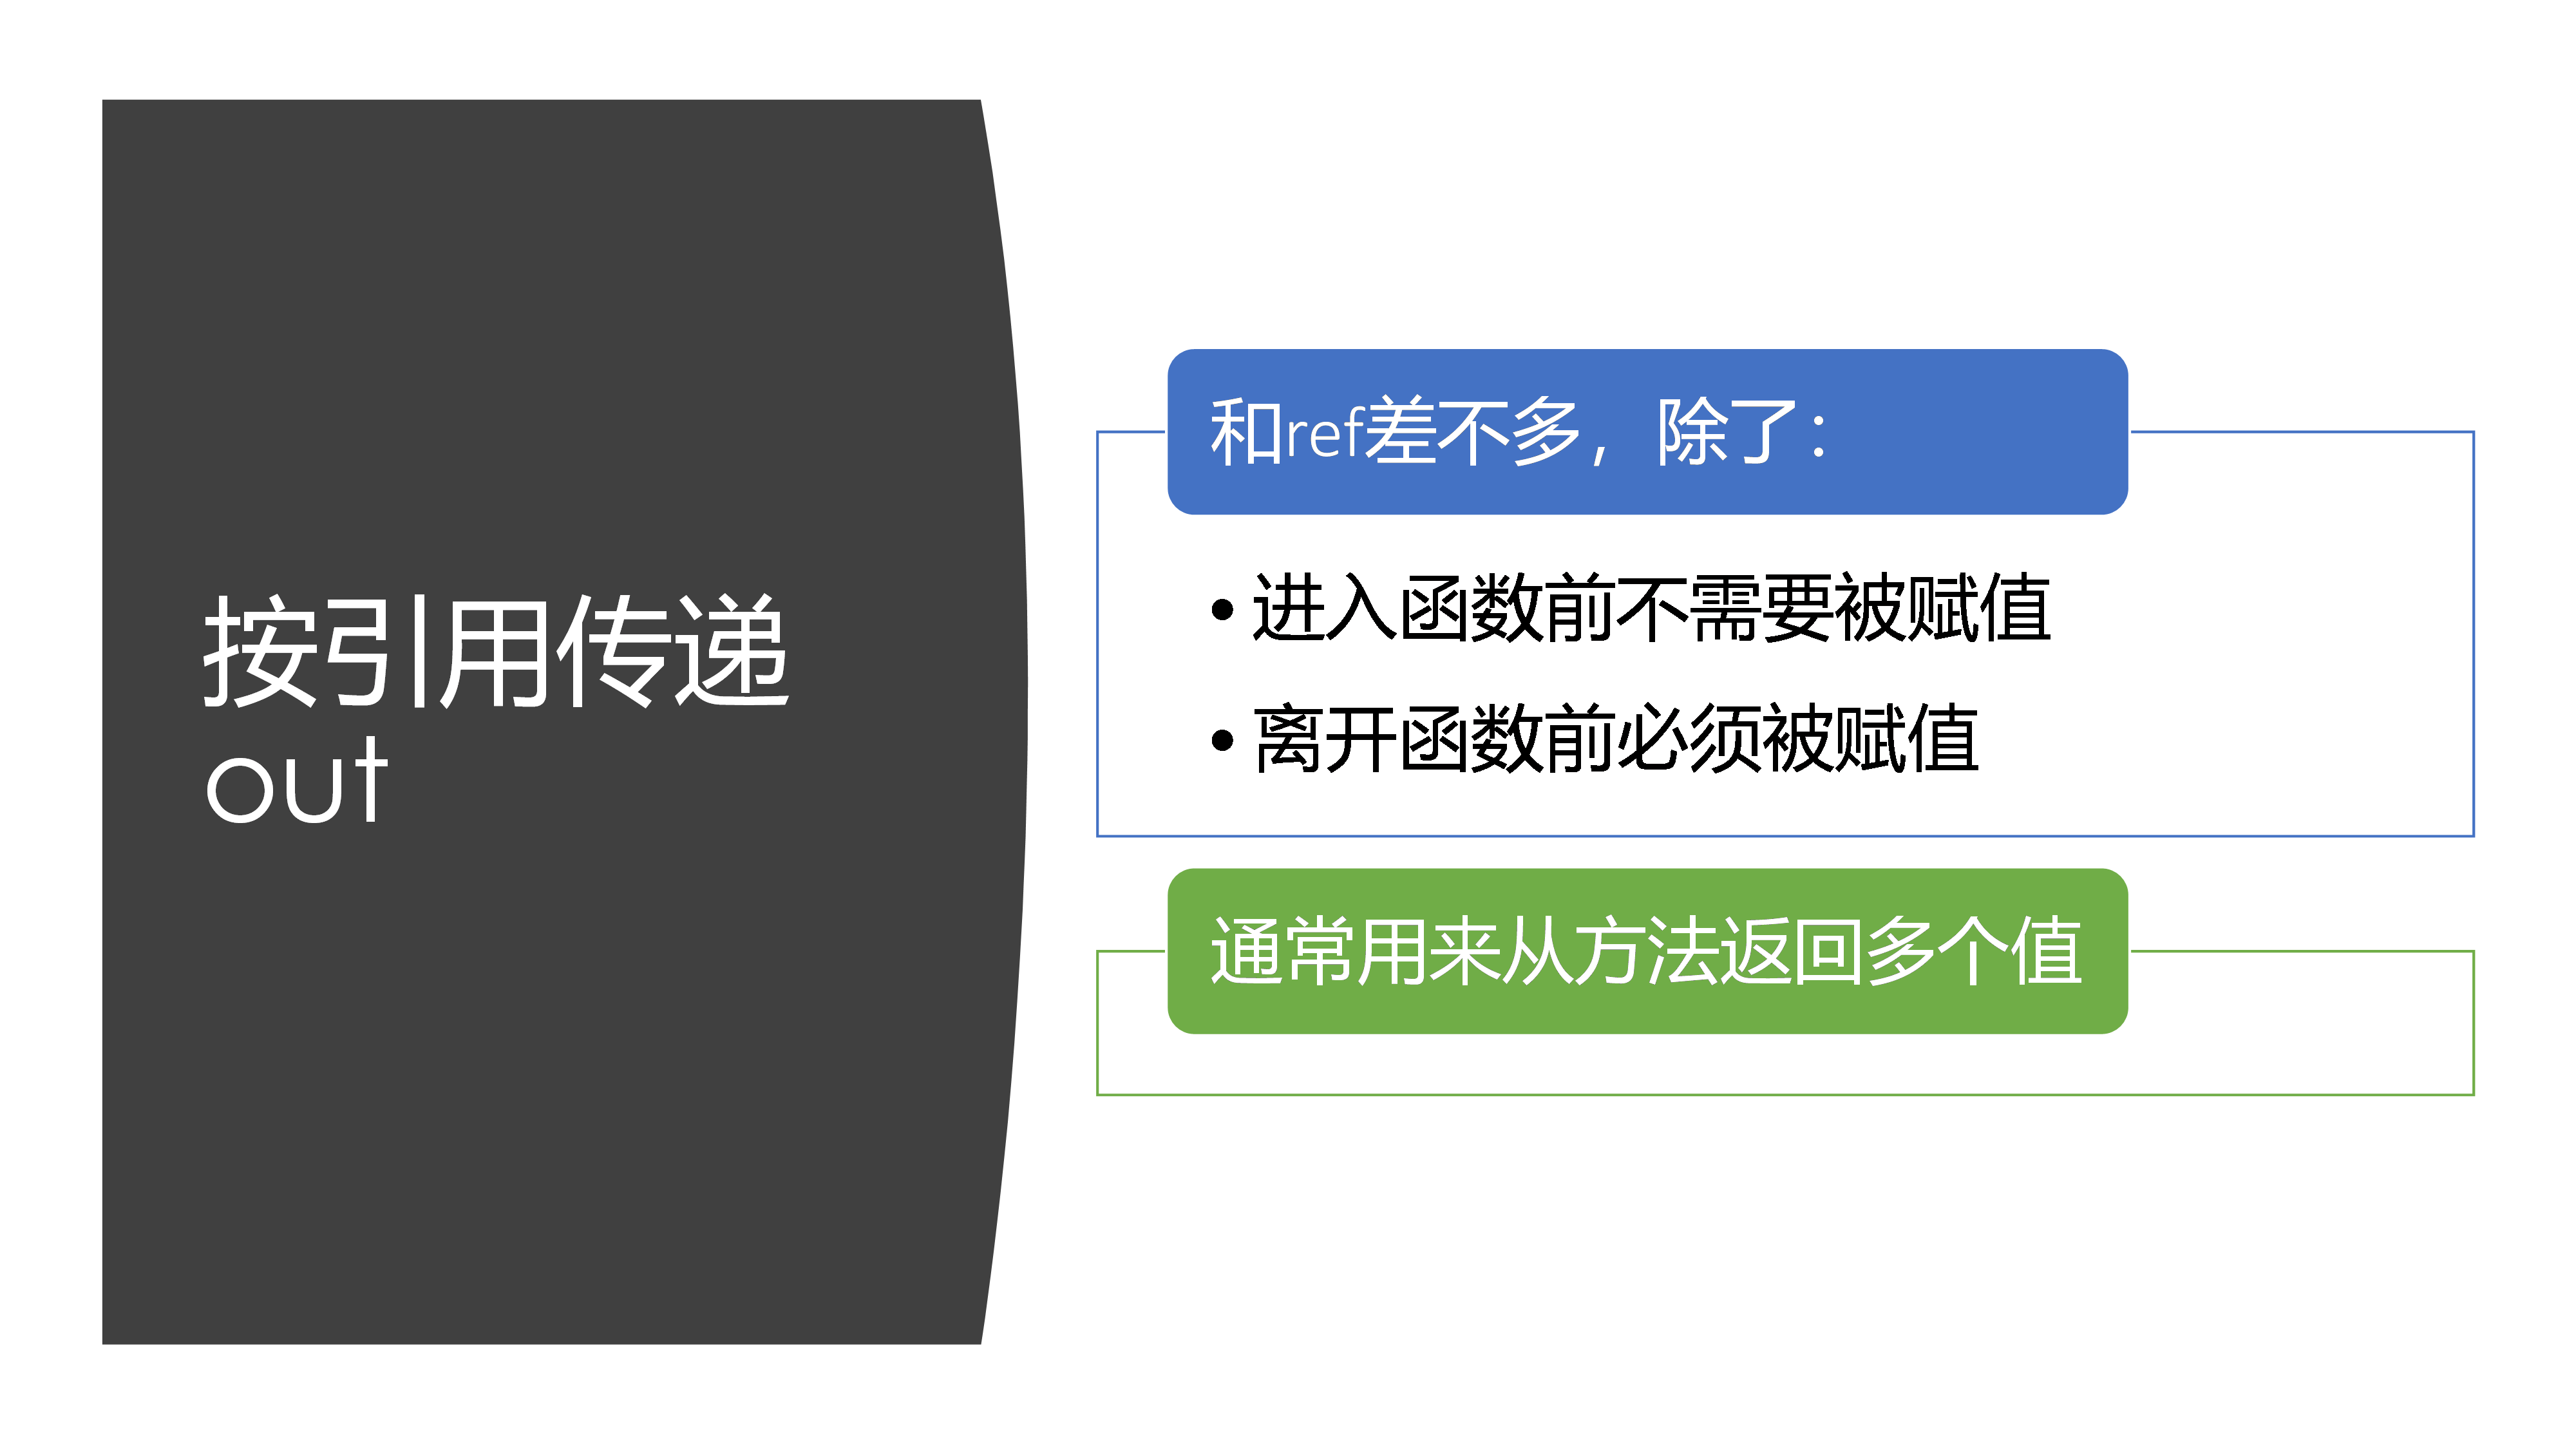 按引用传递
out
和ref差不多，除了：
• 进入函数前不需要被赋值
• 离开函数前必须被赋值
通常用来从方法返回多个值